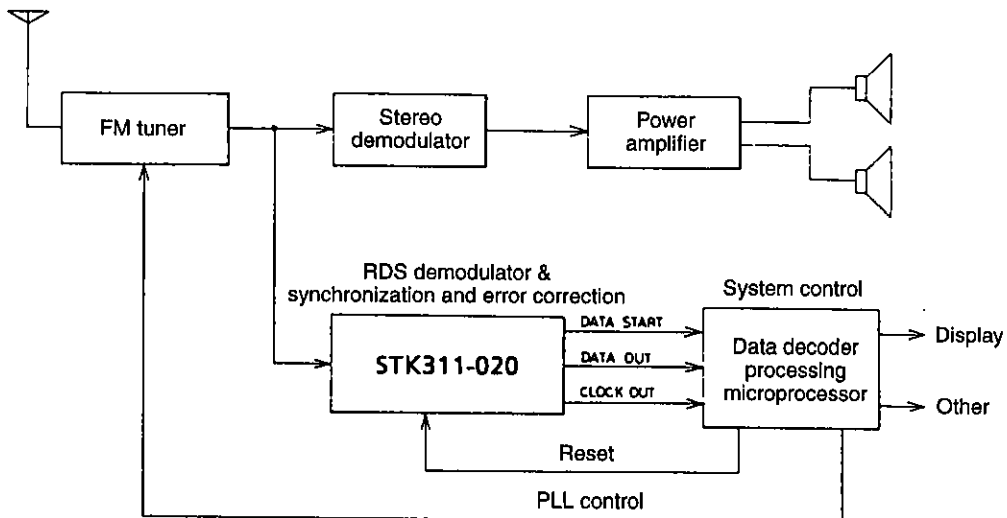 FM tuner
Stereo
demodulator
Power
amplifier
RDS demodulator &
synchronization and error correction
System control
STK311-020
DATA START
DATA OUT
CLOCK OUT
Data decoder
processing
microprocessor
Display
Other
Reset
PLL control